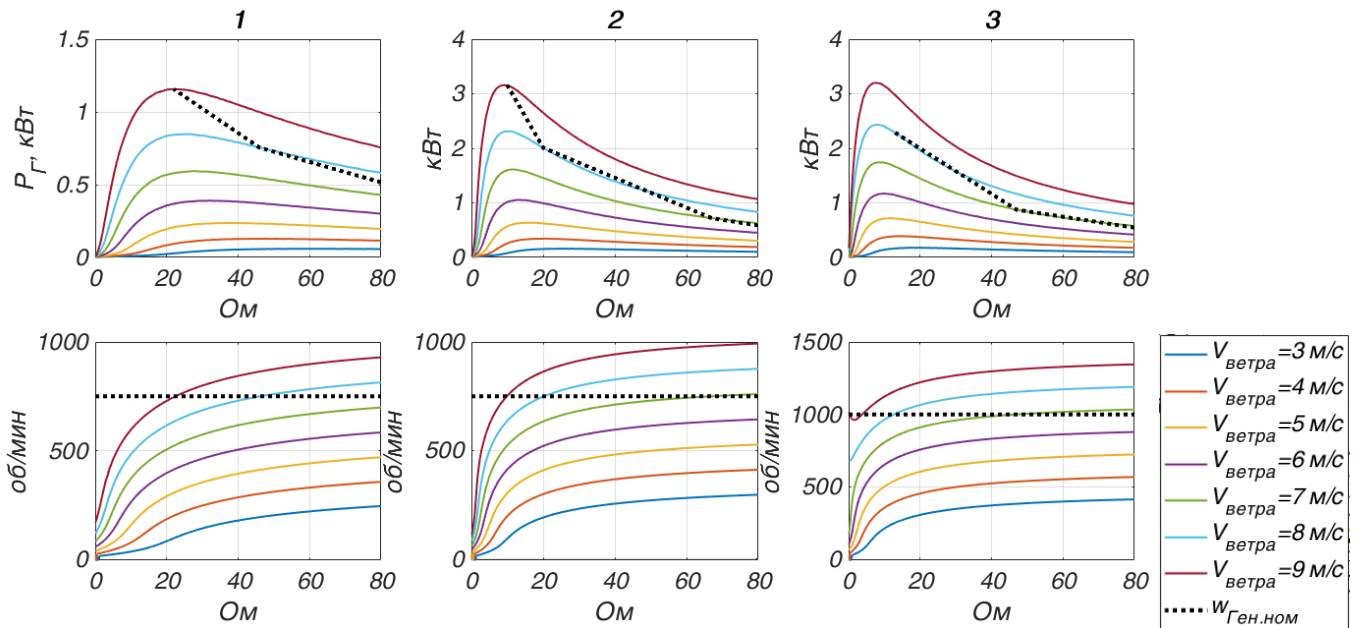 1
1.5
1
0.5
0
P_Г, кВт
0 20 40 60 80
Ом
2
4
3
2
1
0
кВт
0 20 40 60 80
Ом
3
4
3
2
1
0
кВт
0 20 40 60 80
Ом
1000
500
0
об/мин
0 20 40 60 80
Ом
1000
500
0
об/мин
0 20 40 60 80
Ом
1500
1000
500
0
об/мин
0 20 40 60 80
Ом
V_ветра=3 м/с
V_ветра=4 м/с
V_ветра=5 м/с
V_ветра=6 м/с
V_ветра=7 м/с
V_ветра=8 м/с
V_ветра=9 м/с
w_Ген.ном